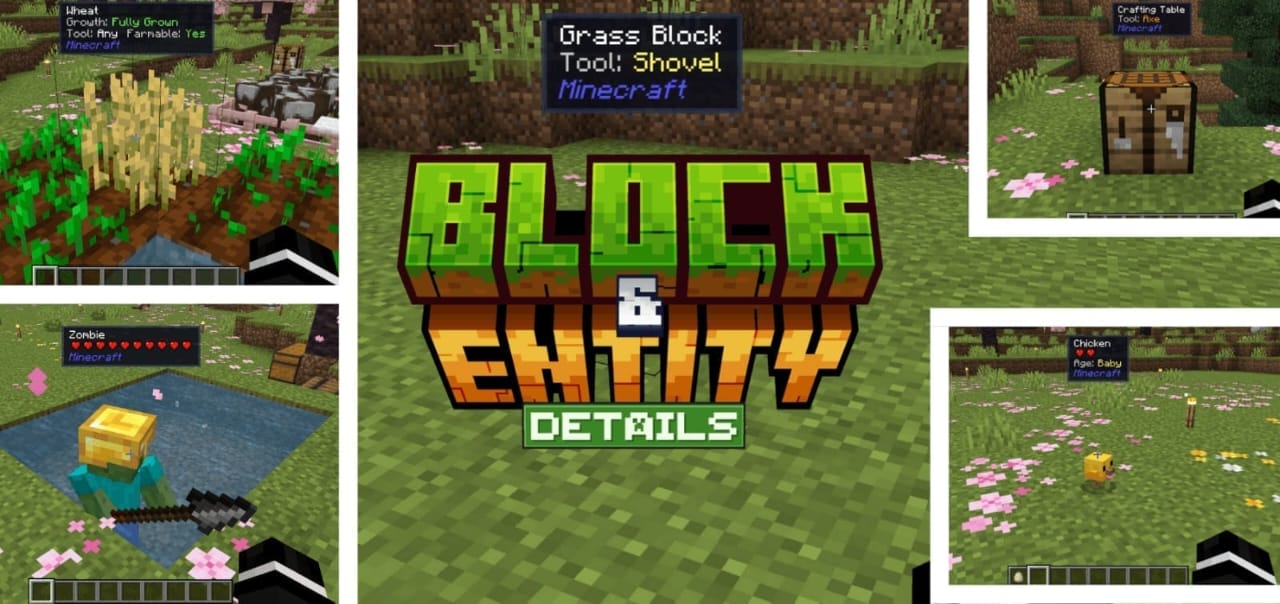 Wheat
Growth: Fully Grown
Tool: Any Farmable: Yes
Minecraft
Grass Block
Tool: Shovel
Minecraft
Crafting Table
Tool: Axe
Minecraft
BLOCK
&
ENTITY
DETAILS
Zombie
Minecraft
Chicken
Age: Baby
Minecraft